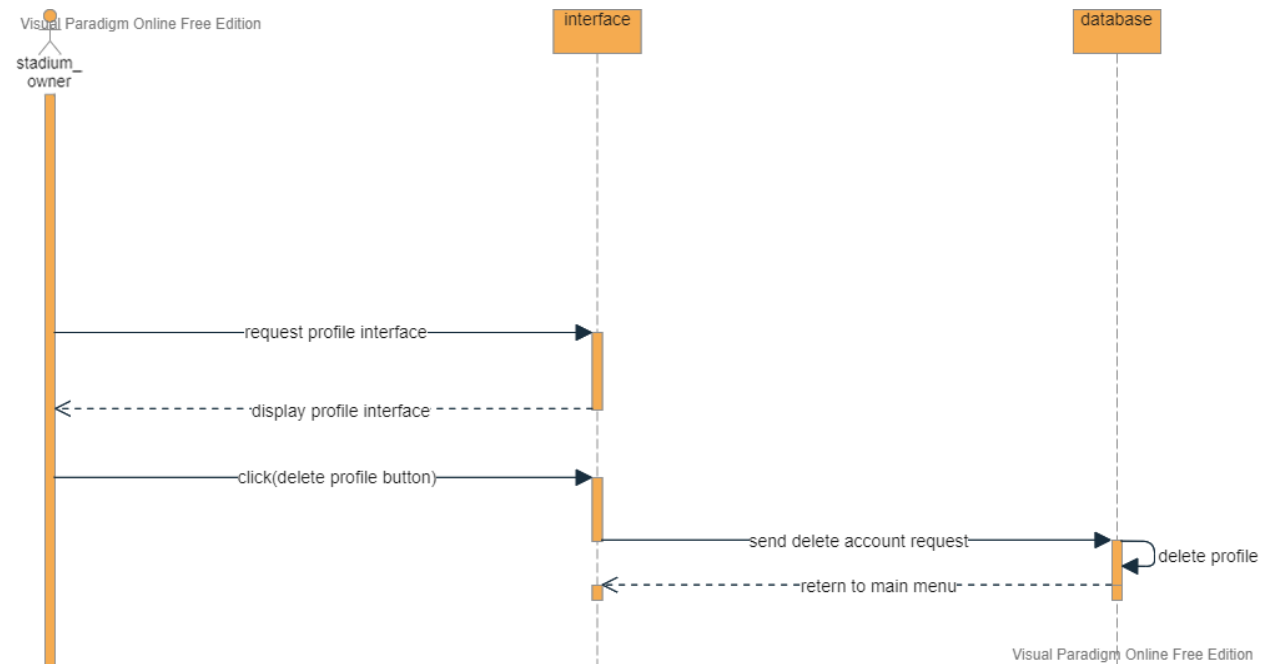 Visual Paradigm Online Free Edition
stadium_
owner
interface
database
request profile interface
display profile interface
click(delete profile button)
send delete account request
delete profile
retern to main menu
Visual Paradigm Online Free Edition